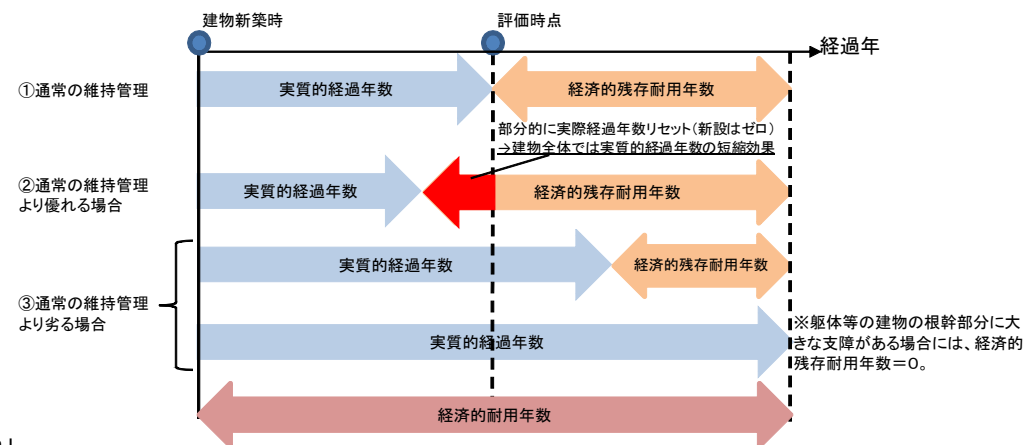 建物新築時
評価時点
経過年
①通常の維持管理
実質的経過年数
経済的残存耐用年数
部分的に実際経過年数リセット（新設はゼロ）
→建物全体では実質的経過年数の短縮効果
②通常の維持管理
より優れる場合
実質的経過年数
経済的残存耐用年数
実質的経過年数
経済的残存耐用年数
③通常の維持管理
より劣る場合
実質的経過年数
※躯体等の建物の根幹部分に大
きな支障がある場合には、経済的
残存耐用年数＝０。
経済的耐用年数